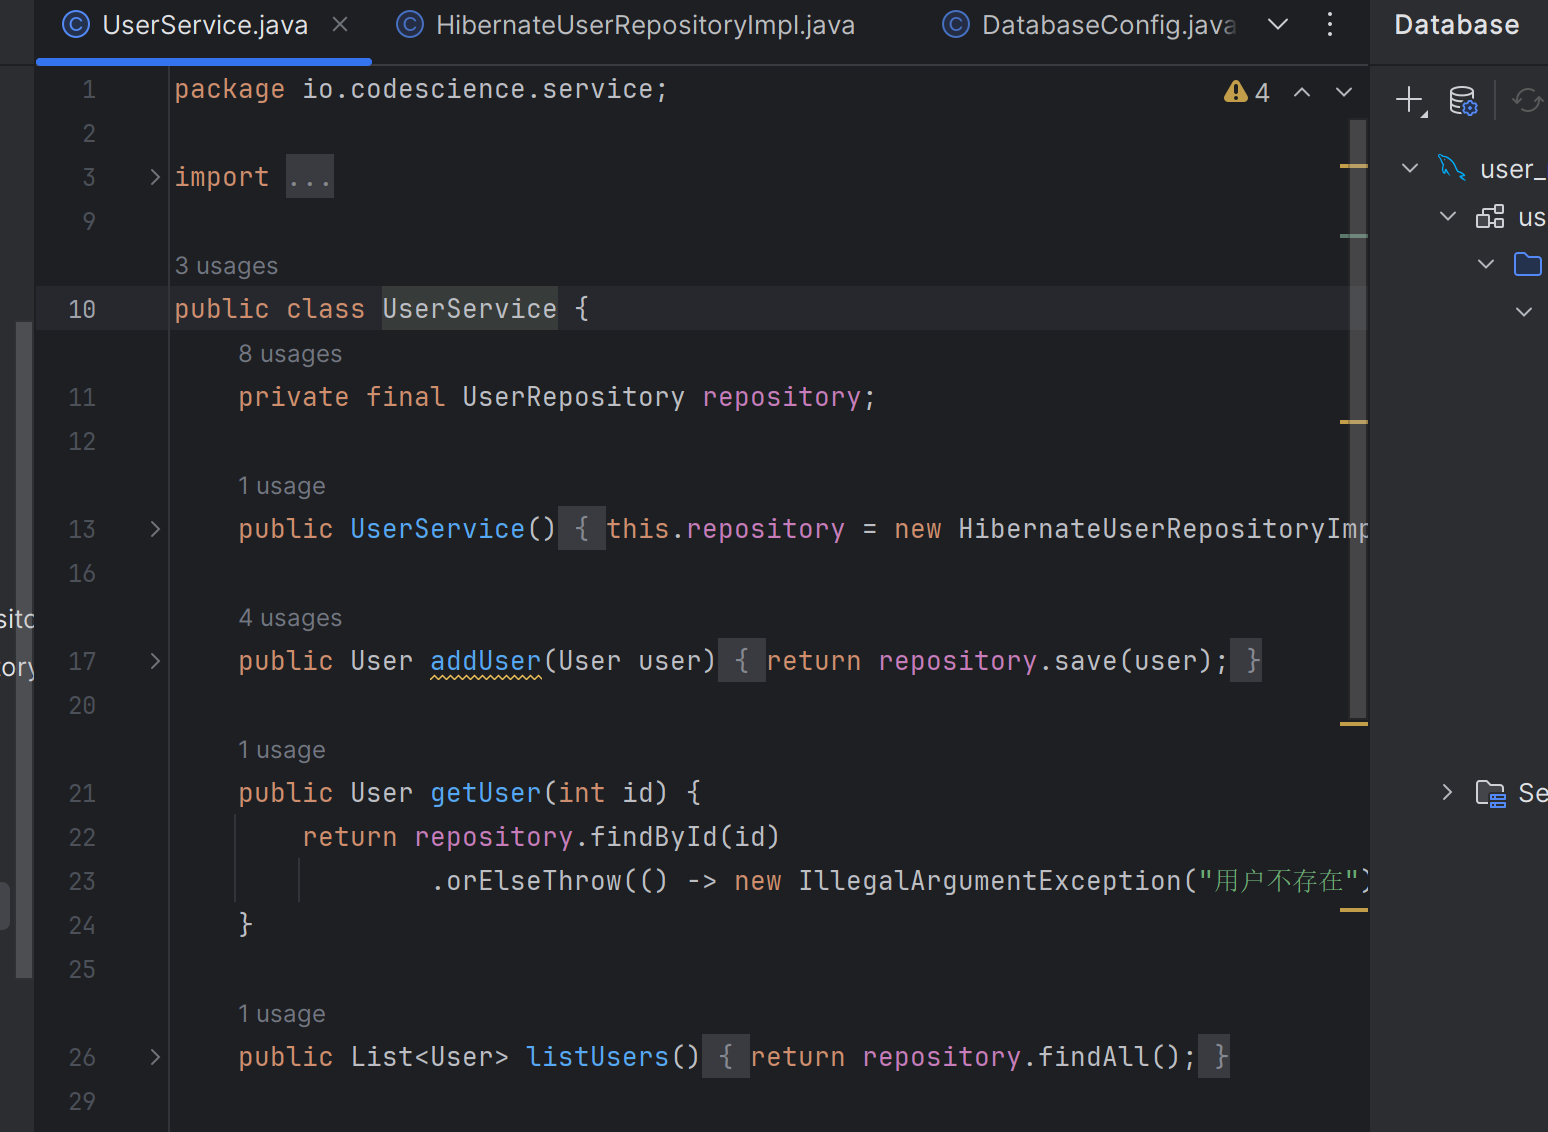 UserService.java
HibernateUserRepositoryImpl.java
DatabaseConfig.java
Database
1 package io.codescience.service;
4
2
3 import ...
9
3 usages
10 public class UserService {
8 usages
11 private final UserRepository repository;
12
1 usage
13 public UserService() { this.repository = new HibernateUserRepositoryImp
16
4 usages
17 public User addUser(User user) { return repository.save(user); }
20
1 usage
21 public User getUser(int id) {
22 return repository.findById(id)
23 .orElseThrow(() -> new IllegalArgumentException("用户不存在")
24 }
25
1 usage
26 public List<User> listUsers() { return repository.findAll(); }
29
user_
us
Se
sito
tory